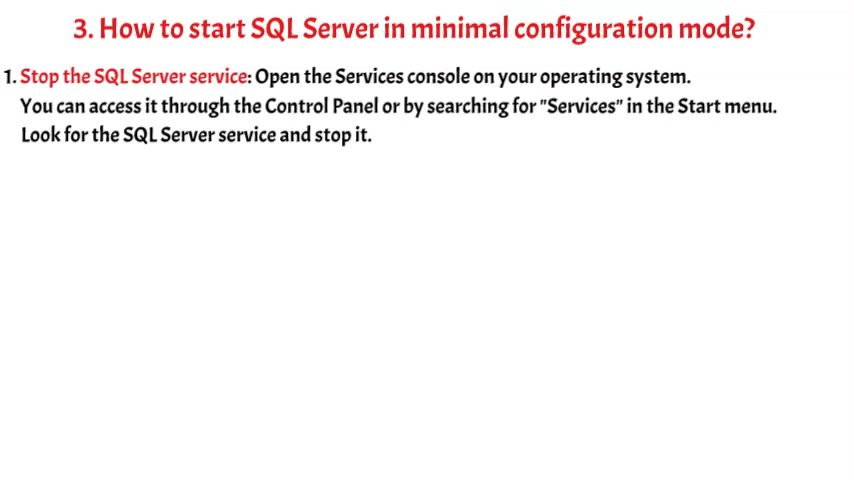 3. How to start SQL Server in minimal configuration mode?
1. Stop the SQL Server service: Open the Services console on your operating system.
You can access it through the Control Panel or by searching for "Services" in the Start menu.
Look for the SQL Server service and stop it.